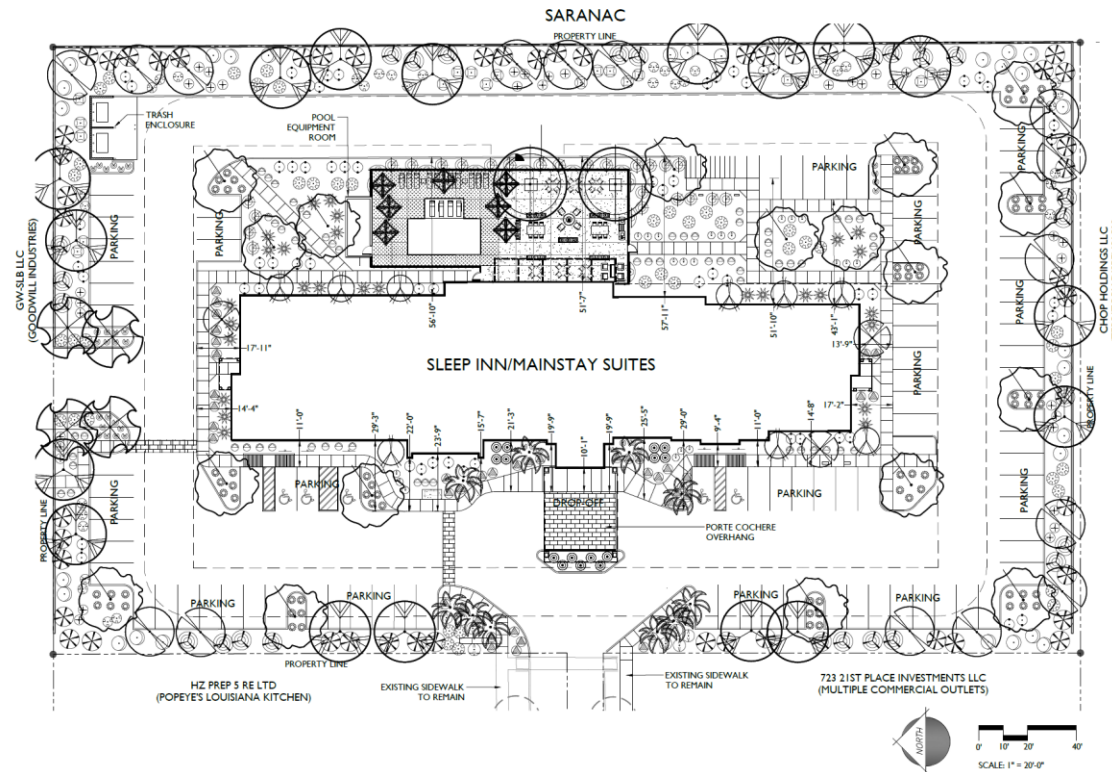 SARANAC
PROPERTY LINE
TRASH
ENCLOSURE
POOL
EQUIPMENT
ROOM
PARKING
PARKING
PARKING
PARKING
PARKING
PARKING
GW-SLB LLC
(GOODWILL INDUSTRIES)
CHOP HOLDINGS LLC
56'-10"
51'-7"
57'-11"
51'-10"
43'-1"
13'-9"
17'-11"
SLEEP INN/MAINSTAY SUITES
PARKING
PARKING
14'-4"
17'-2"
11'-0"
29'-3"
22'-0"
23'-9"
15'-7"
21'-3"
19'-9"
10'-1"
19'-9"
25'-5"
29'-0"
9'-4"
11'-0"
14'-8"
PROPERTY LINE
PARKING
PARKING
DROP-OFF
PARKING
PARKING
PORTE COCHERE
OVERHANG
PROPERTY LINE
PARKING
PARKING
PARKING
PARKING
PROPERTY LINE
HZ PREP 5 RE LTD
(POPEYE'S LOUISIANA KITCHEN)
EXISTING SIDEWALK
TO REMAIN
EXISTING SIDEWALK
TO REMAIN
723 21ST PLACE INVESTMENTS LLC
(MULTIPLE COMMERCIAL OUTLETS)
NORTH
0' 10' 20' 40'
SCALE: 1" = 20'-0"